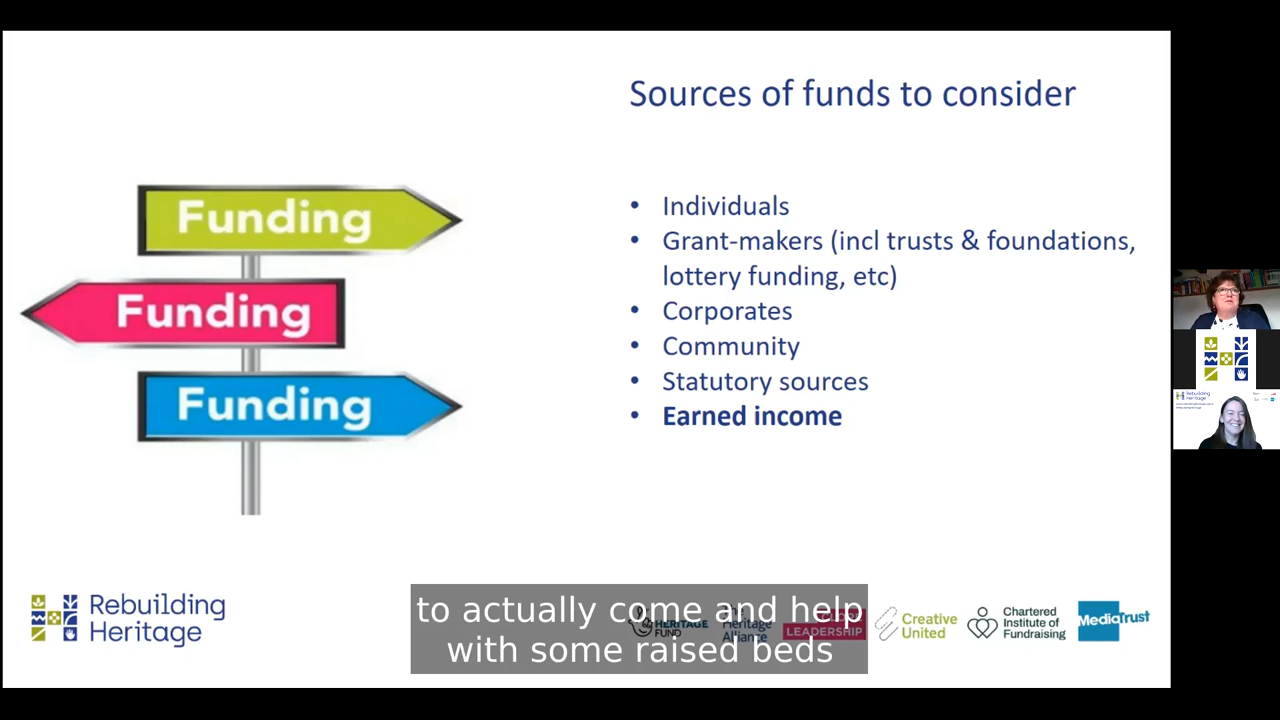 Sources of funds to consider
Funding
Funding
Funding
• Individuals
• Grant-makers (incl trusts & foundations,
lottery funding, etc)
• Corporates
• Community
• Statutory sources
• Earned income
Rebuilding
Heritage
to actually come and help
with some raised beds
HERITAGE
FUND
Heritage
Alliance
LEADERSHIP
Creative
United
Chartered
Institute of
Fundraising
MediaTrust
Rebuilding
Heritage